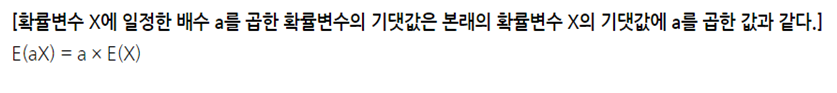 [확률변수 X에 일정한 배수 a를 곱한 확률변수의 기댓값은 본래의 확률변수 X의 기댓값에 a를 곱한 값과 같다.]
E(aX) = a × E(X)